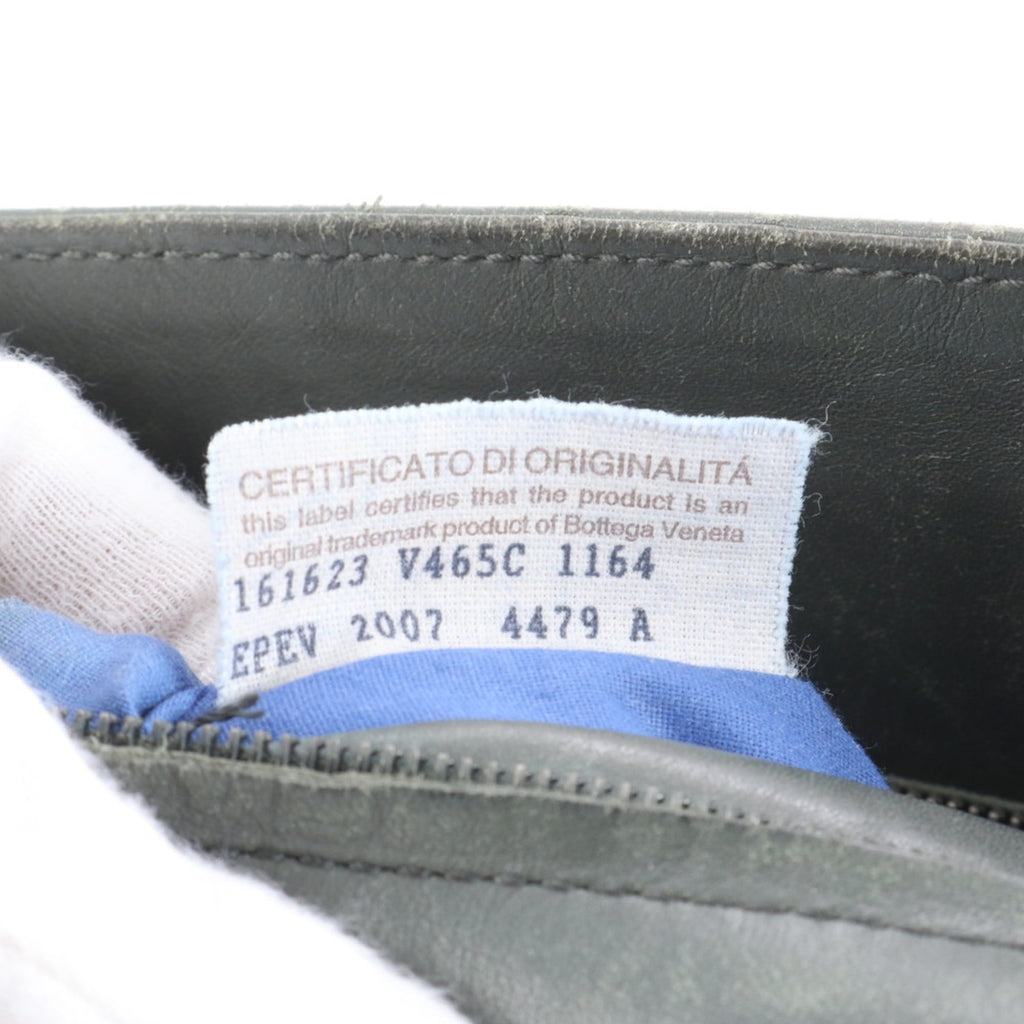 CERTIFICATO DI ORIGINALITÁ
this label certifies that the product is an
original trademark product of Bottega Veneta
161623 V465C 1164
EPEV 2007 4479 A